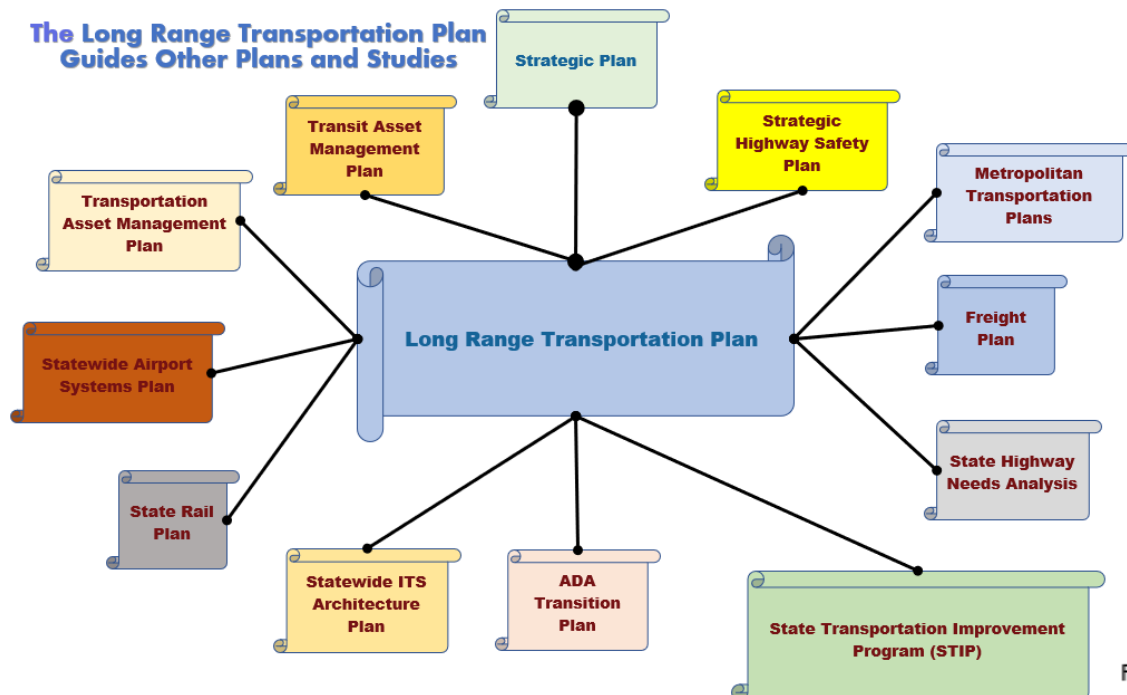 The Long Range Transportation Plan
Guides Other Plans and Studies
Strategic Plan
Transit Asset
Management
Plan
Strategic
Highway Safety
Plan
Transportation
Asset Management
Plan
Metropolitan
Transportation
Plans
Long Range Transportation Plan
Freight
Plan
Statewide Airport
Systems Plan
State Highway
Needs Analysis
State Rail
Plan
Statewide ITS
Architecture
Plan
ADA
Transition
Plan
State Transportation Improvement
Program (STIP)